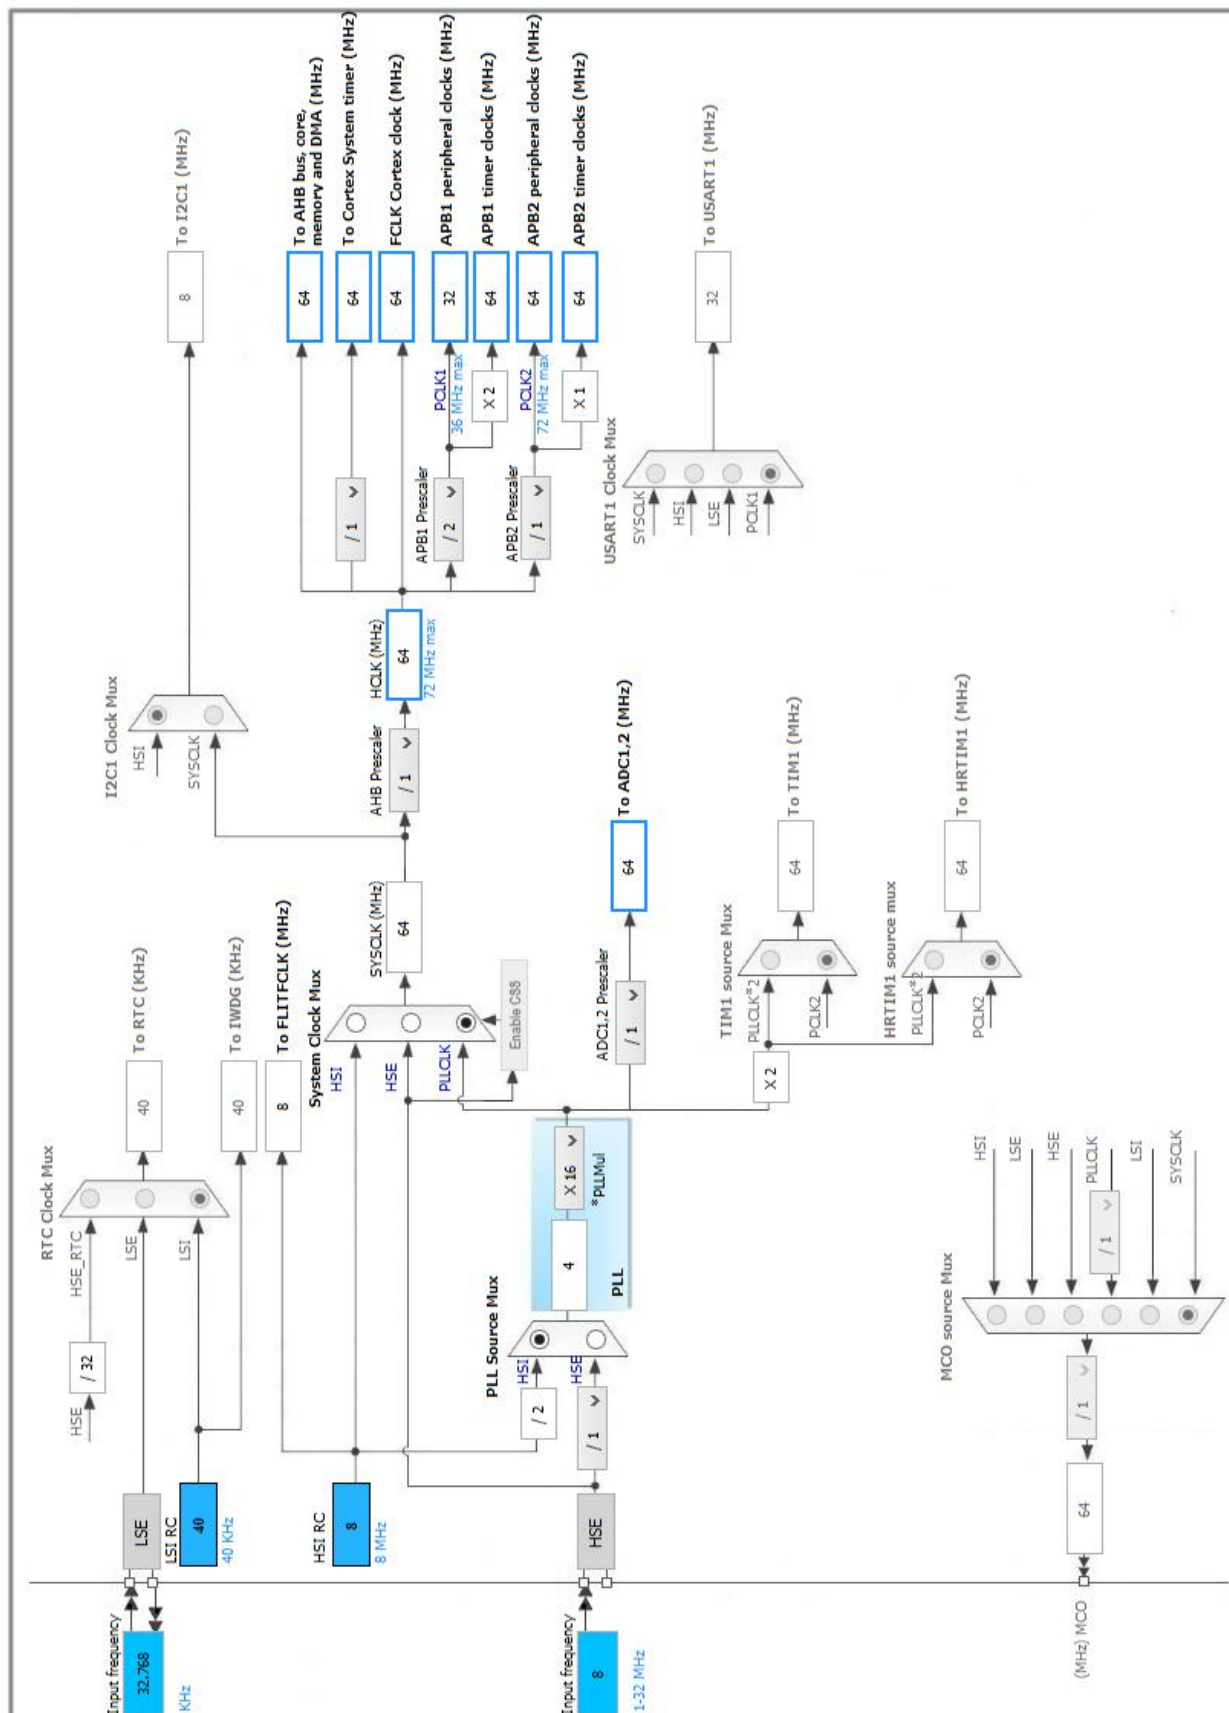 Input frequency
32.768
KHz
LSE
LSI RC
40
40 KHz
HSE
/ 32
HSE_RTC
LSE
LSI
RTC Clock Mux
40
To RTC (KHz)
40
To IWDG (KHz)
HSI RC
8
8 MHz
8
To FLITFCLK (MHz)
System Clock Mux
HSI
HSE
PLLCLK
Enable CSS
SYSCLK (MHz)
64
I2C1 Clock Mux
HSI
SYSCLK
8
To I2C1 (MHz)
AHB Prescaler
/ 1
HCLK (MHz)
64
72 MHz max
64
To AHB bus, core,
memory and DMA (MHz)
/ 1
64
To Cortex System timer (MHz)
64
FCLK Cortex clock (MHz)
APB1 Prescaler
/ 2
PCLK1
36 MHz max
32
APB1 peripheral clocks (MHz)
X 2
64
APB1 timer clocks (MHz)
APB2 Prescaler
/ 1
PCLK2
72 MHz max
64
APB2 peripheral clocks (MHz)
X 1
64
APB2 timer clocks (MHz)
Input frequency
8
1-32 MHz
HSE
/ 2
/ 1
PLL Source Mux
HSI
HSE
4
X 16
*PLLMul
PLL
ADC1,2 Prescaler
/ 1
64
To ADC1,2 (MHz)
USART1 Clock Mux
SYSCLK
HSI
LSE
PCLK1
32
To USART1 (MHz)
X 2
TIM1 source Mux
PLLCLK*2
PCLK2
64
To TIM1 (MHz)
HRTIM1 source mux
PLLCLK*2
PCLK2
64
To HRTIM1 (MHz)
(MHz) MCO
64
/ 1
MCO source Mux
HSI
LSE
HSE
PLLCLK
/ 1
LSI
SYSCLK